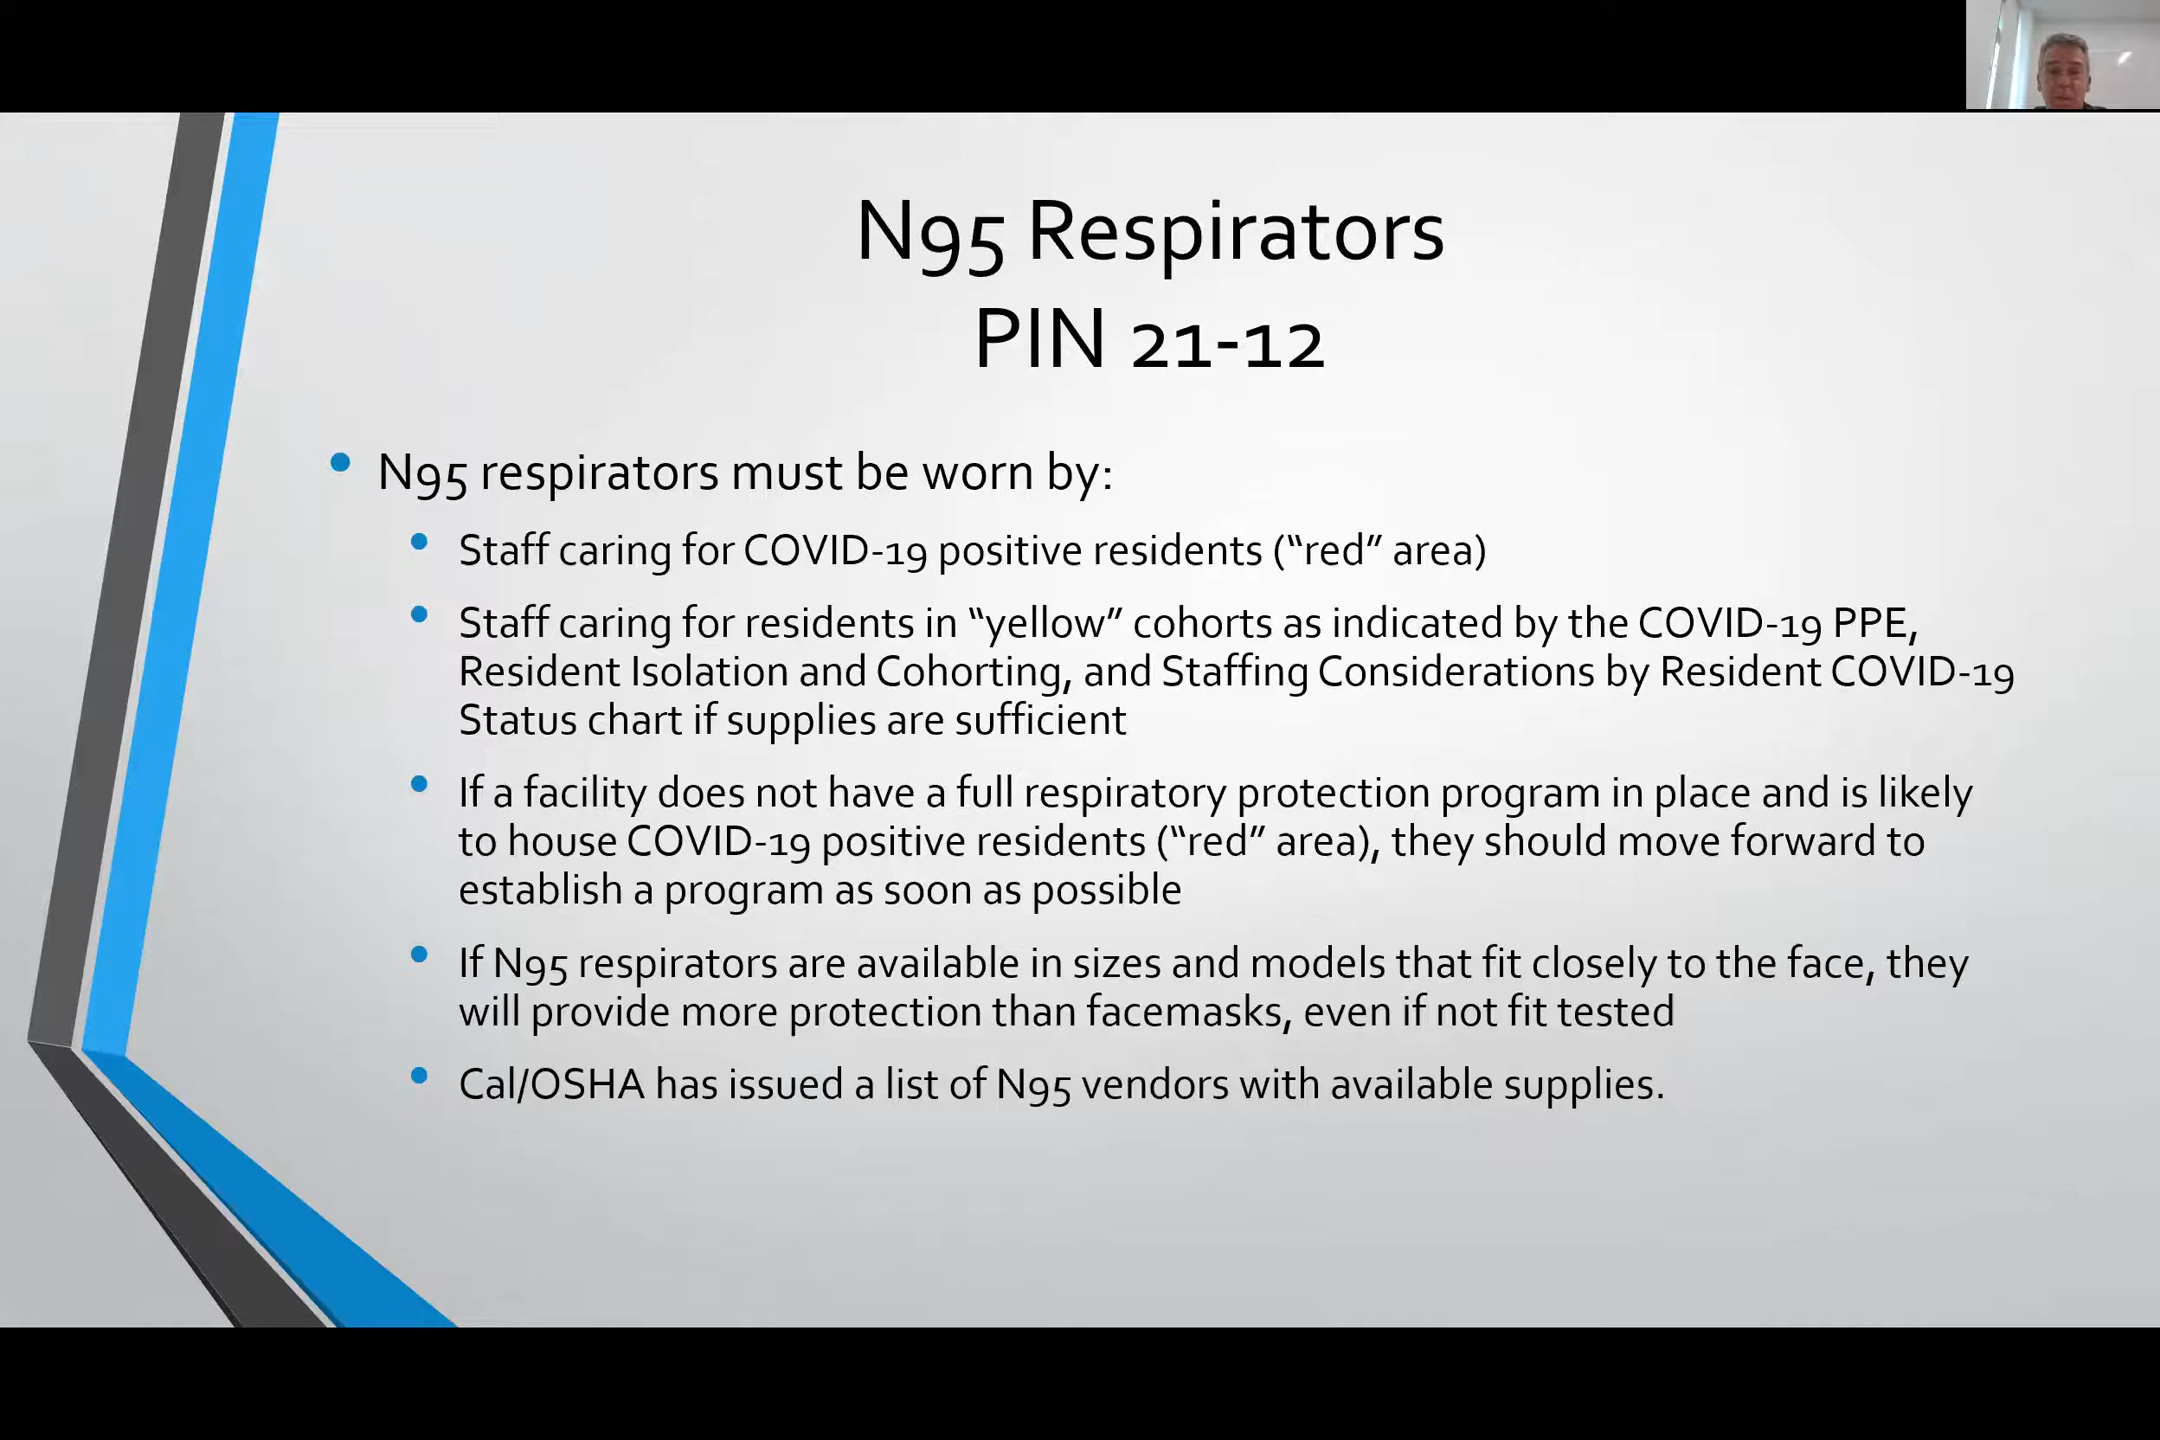 N95 Respirators
PIN 21-12
N95 respirators must be worn by:
Staff caring for COVID-19 positive residents (“red” area)
Staff caring for residents in “yellow” cohorts as indicated by the COVID-19 PPE,
Resident Isolation and Cohorting, and Staffing Considerations by Resident COVID-19
Status chart if supplies are sufficient
If a facility does not have a full respiratory protection program in place and is likely
to house COVID-19 positive residents (“red” area), they should move forward to
establish a program as soon as possible
If N95 respirators are available in sizes and models that fit closely to the face, they
will provide more protection than facemasks, even if not fit tested
Cal/OSHA has issued a list of N95 vendors with available supplies.